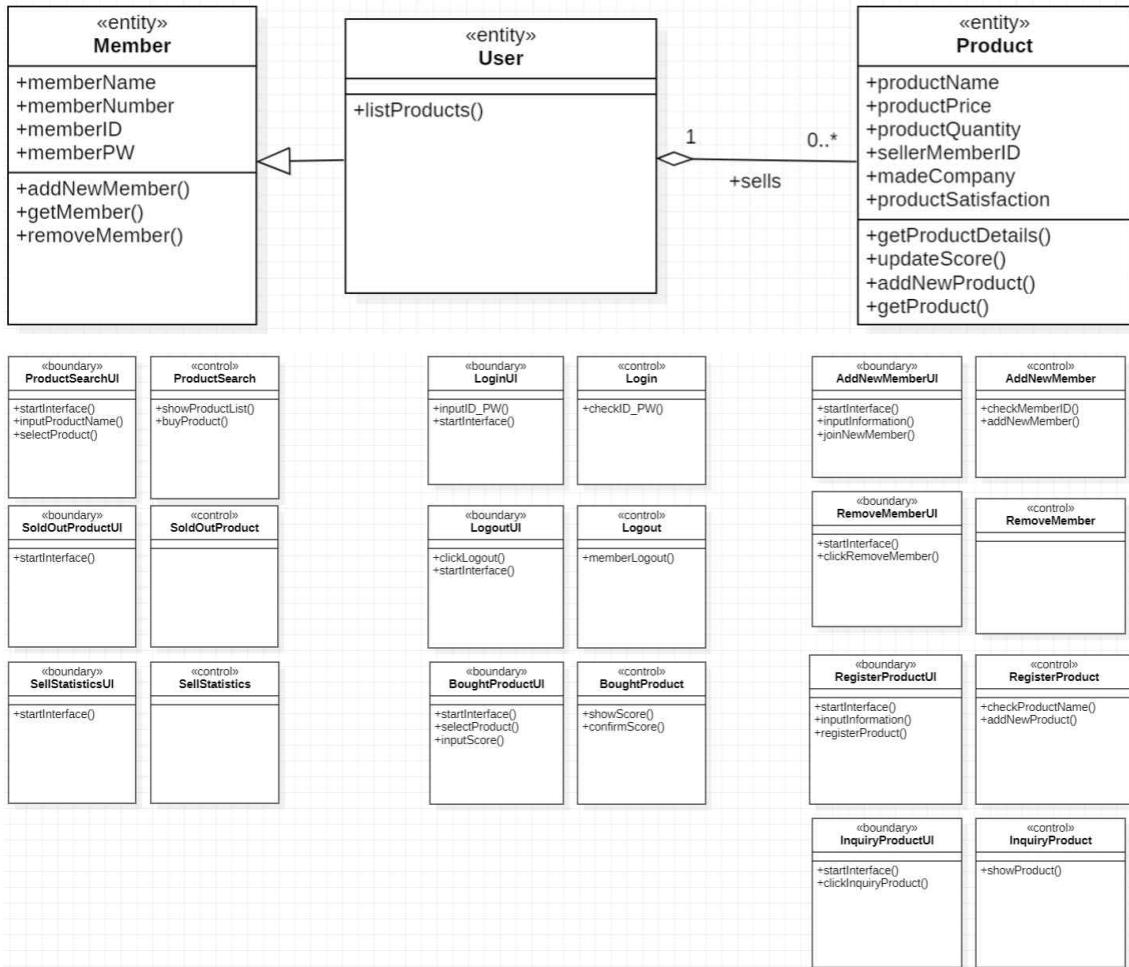 «entity»
Member
+memberName
+memberNumber
+memberID
+memberPW
+addNewMember()
+getMember()
+removeMember()
«entity»
User
+listProducts()
1
0..*
+sells
«entity»
Product
+productName
+productPrice
+productQuantity
+sellerMemberID
+madeCompany
+productSatisfaction
+getProductDetails()
+updateScore()
+addNewProduct()
+getProduct()
«boundary»
ProductSearchUI
+startInterface()
+inputProductName()
+selectProduct()
«control»
ProductSearch
+showProductList()
+buyProduct()
«boundary»
LoginUI
+inputID_PW()
+startInterface()
«control»
Login
+checkID_PW()
«boundary»
AddNewMemberUI
+startInterface()
+inputInformation()
+joinNewMember()
«control»
AddNewMember
+checkMemberID()
+addNewMember()
«boundary»
SoldOutProductUI
+startInterface()
«control»
SoldOutProduct
«boundary»
LogoutUI
+clickLogout()
+startInterface()
«control»
Logout
+memberLogout()
«boundary»
RemoveMemberUI
+startInterface()
+clickRemoveMember()
«control»
RemoveMember
«boundary»
SellStatisticsUI
+startInterface()
«control»
SellStatistics
«boundary»
BoughtProductUI
+startInterface()
+selectProduct()
+inputScore()
«control»
BoughtProduct
+showScore()
+confirmScore()
«boundary»
RegisterProductUI
+startInterface()
+inputInformation()
+registerProduct()
«control»
RegisterProduct
+checkProductName()
+addNewProduct()
«boundary»
InquiryProductUI
+startInterface()
+clickInquiryProduct()
«control»
InquiryProduct
+showProduct()